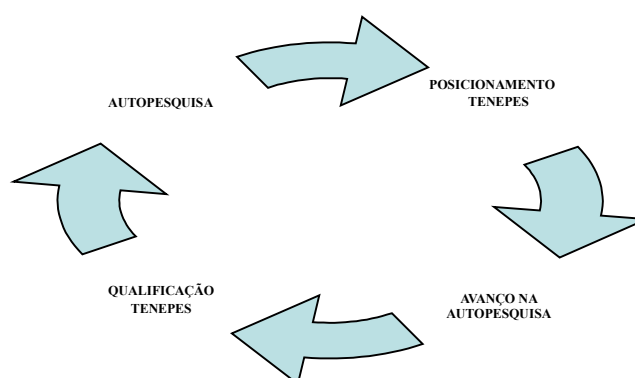 AUTOPESQUISA
POSICIONAMENTO
TENEPES
AVANÇO NA
AUTOPESQUISA
QUALIFICAÇÃO
TENEPES